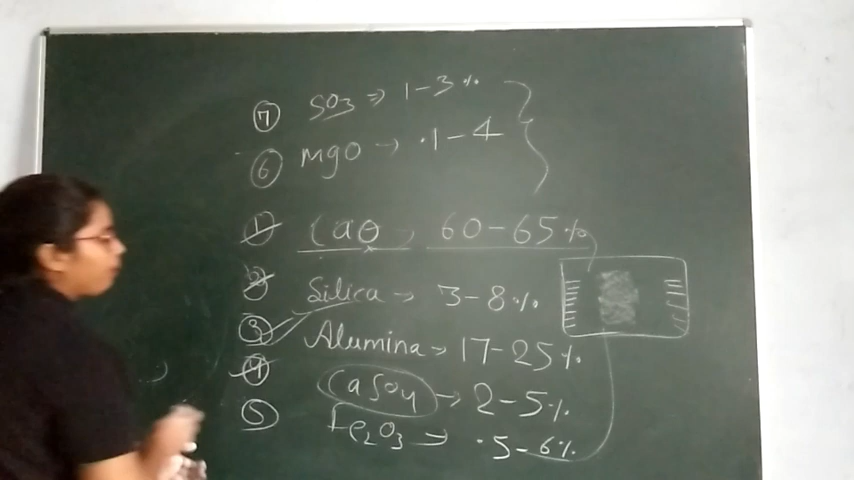 ⑦ SO3 ⇒ 1-3%
⑥ MgO → .1-4
① CaO, 60-65%
② Silica → 3-8%
③ Alumina → 17-25%
④ CaSO4 → 2-5%
⑤ Fe2O3 → .5-6%